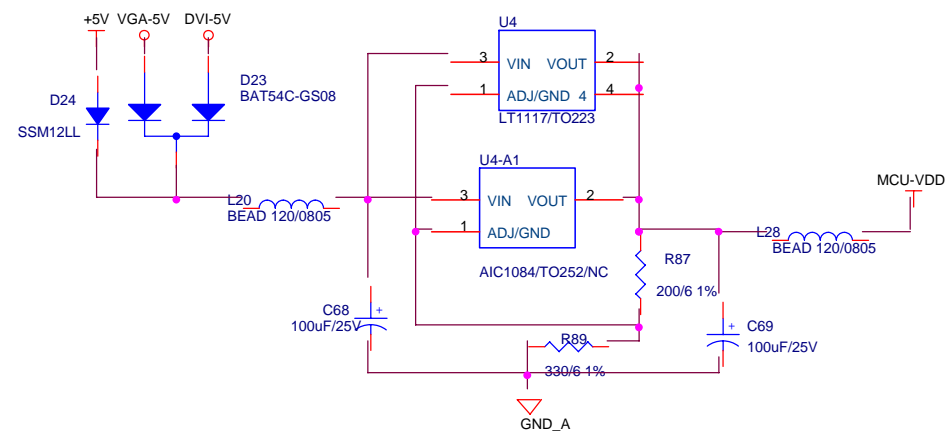 +5V VGA-5V DVI-5V
U4
3 VIN VOUT 2
1 ADJ/GND 4 4
LT1117/TO223
D23
BAT54C-GS08
D24
SSM12LL
U4-A1
3 VIN VOUT 2
1 ADJ/GND
AIC1084/TO252/NC
L20
BEAD 120/0805
MCU-VDD
L28
BEAD 120/0805
R87
200/6 1%
C68
100uF/25V
+
R89
330/6 1%
+
C69
100uF/25V
GND_A